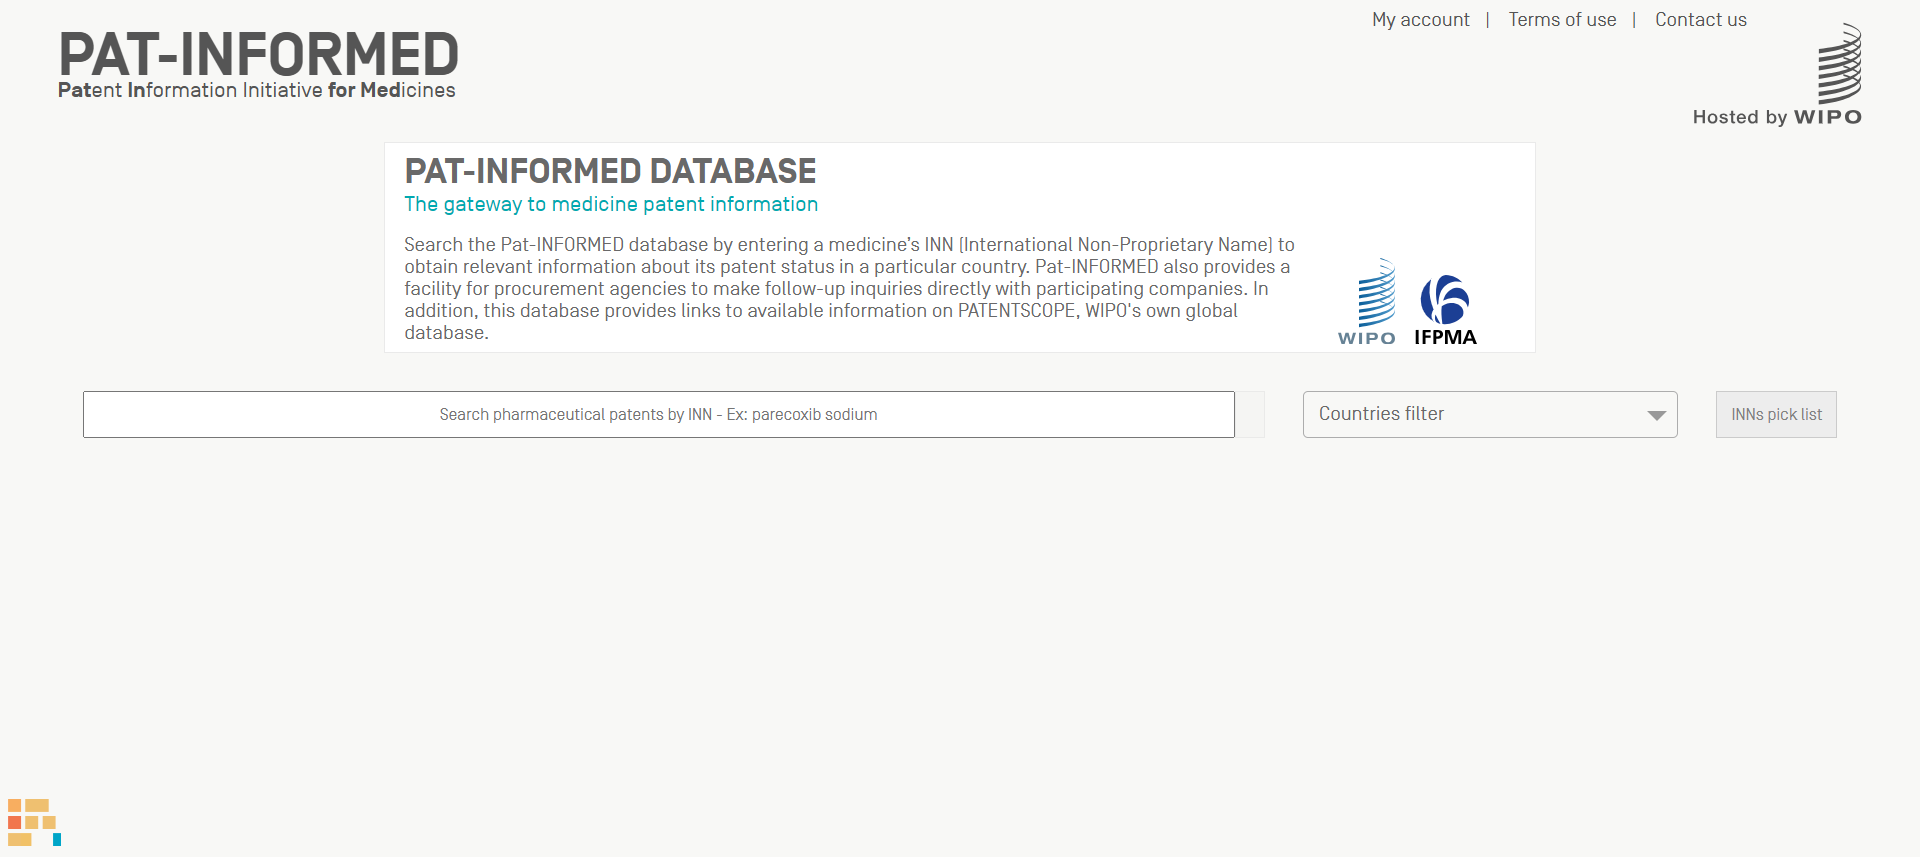 My account | Terms of use | Contact us
PAT-INFORMED
Patent Information Initiative for Medicines
Hosted by WIPO
PAT-INFORMED DATABASE
The gateway to medicine patent information
Search the Pat-INFORMED database by entering a medicine’s INN (International Non-Proprietary Name) to
obtain relevant information about its patent status in a particular country. Pat-INFORMED also provides a
facility for procurement agencies to make follow-up inquiries directly with participating companies. In
addition, this database provides links to available information on PATENTSCOPE, WIPO's own global
database.
WIPO IFPMA
Search pharmaceutical patents by INN - Ex: parecoxib sodium
Countries filter
INNs pick list